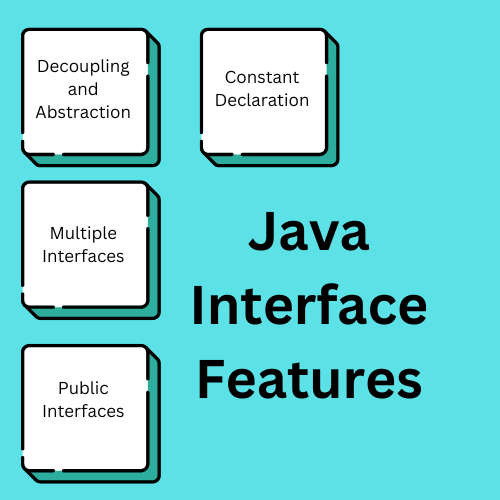 Decoupling
and
Abstraction
Constant
Declaration
Multiple
Interfaces
Java
Interface
Features
Public
Interfaces